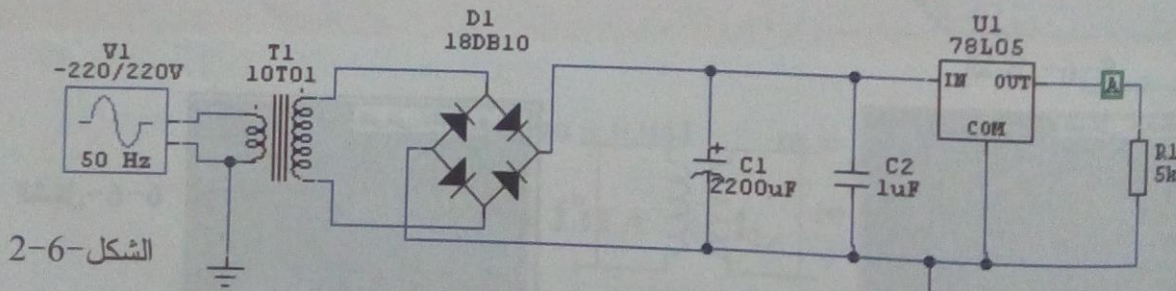 V1
-220/220V
50 Hz
T1
10T01
D1
18DB10
C1
2200uF
C2
1uF
U1
78L05
IN OUT
COM
A
R1
5k
الشكل-6-2